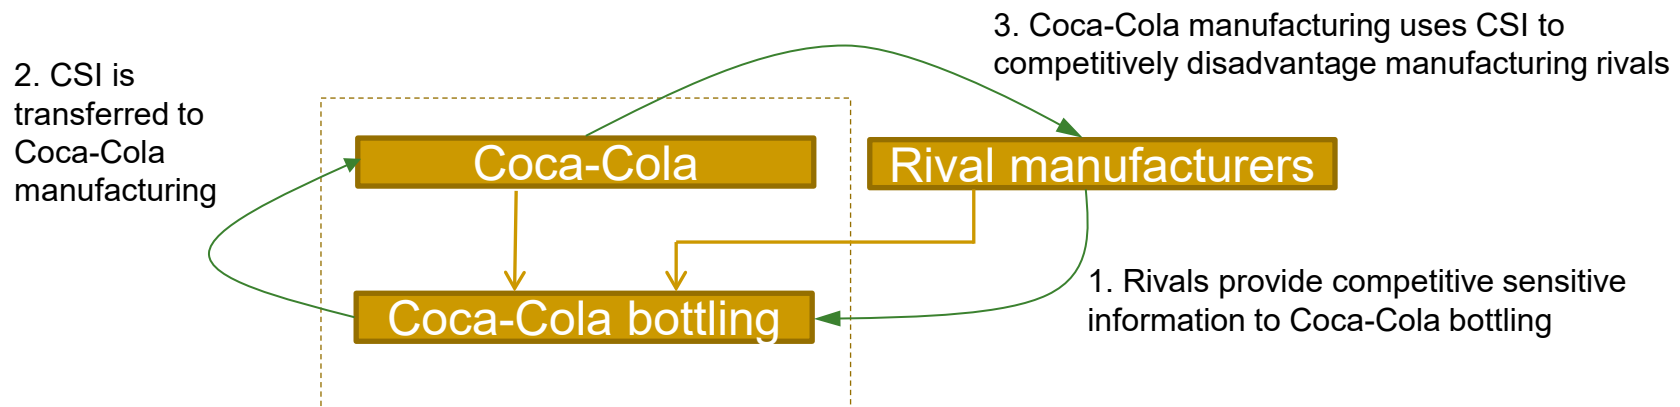 3. Coca-Cola manufacturing uses CSI to
competitively disadvantage manufacturing rivals
2. CSI is
transferred to
Coca-Cola
manufacturing
Coca-Cola
Rival manufacturers
1. Rivals provide competitive sensitive
information to Coca-Cola bottling
Coca-Cola bottling